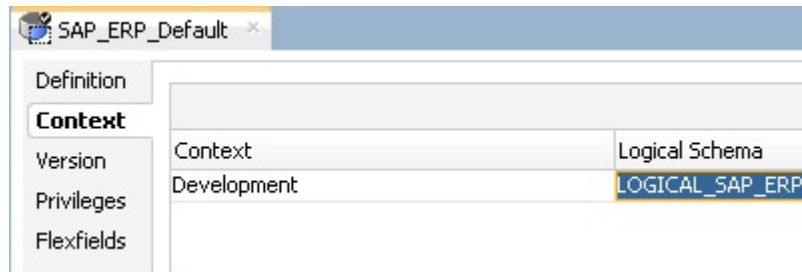 SAP_ERP_Default
Definition
Context
Version
Privileges
Flexfields
Context Logical Schema
Development LOGICAL_SAP_ERP